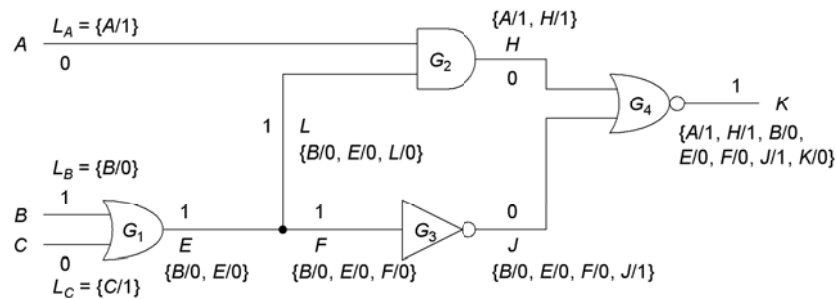 L_A = {A/1}
A
0
G_2
{A/1, H/1}
H
0
G_4
1
K
{A/1, H/1, B/0,
E/0, F/0, J/1, K/0}
1
L
{B/0, E/0, L/0}
L_B = {B/0}
1
B
C
0
L_C = {C/1}
G_1
1
E
{B/0, E/0}
1
F
{B/0, E/0, F/0}
G_3
0
J
{B/0, E/0, F/0, J/1}